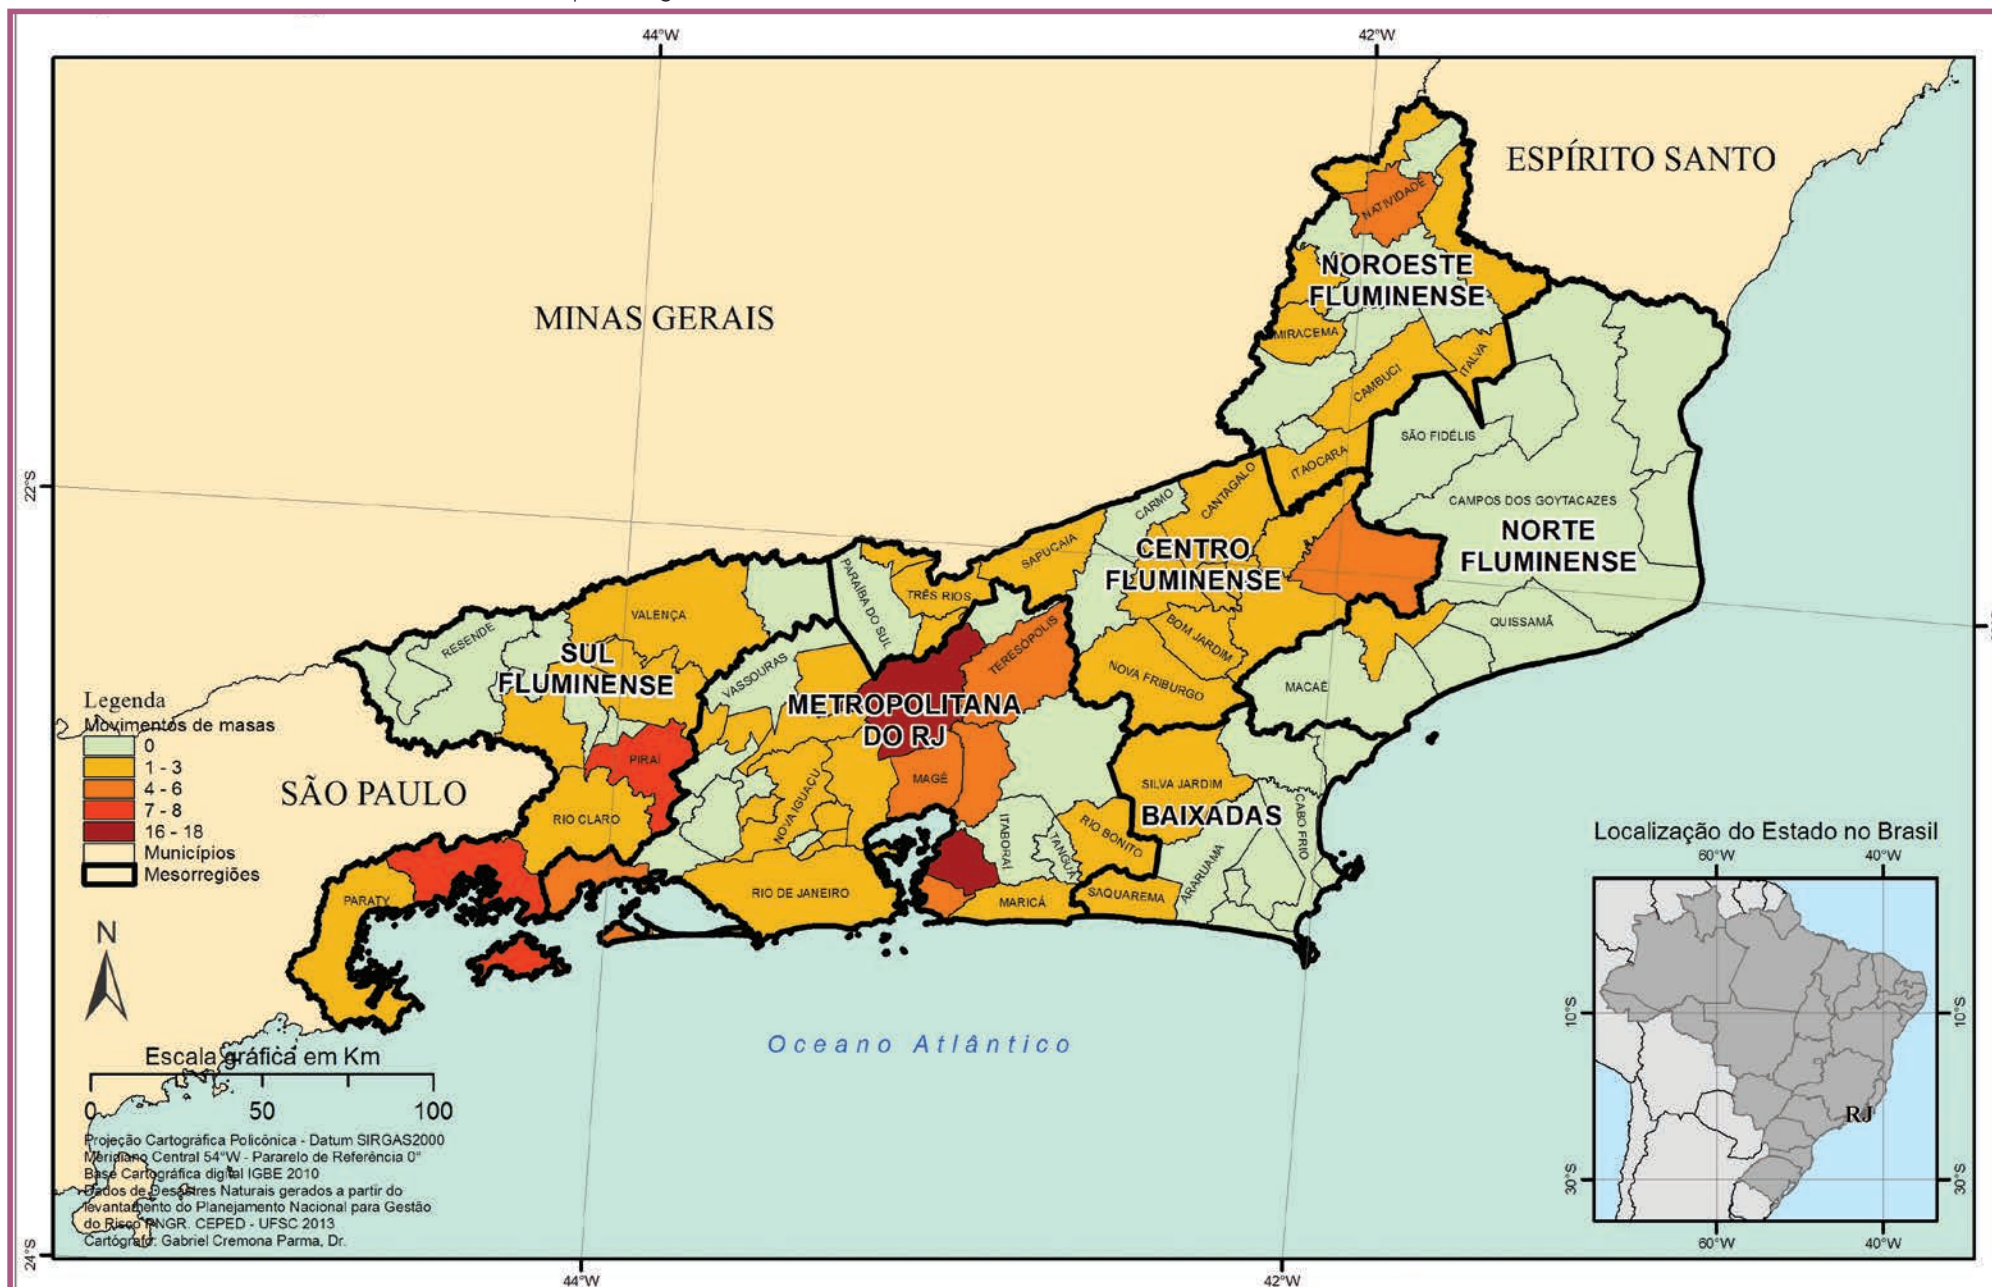 44°W
42°W
ESPÍRITO SANTO
NATIVIDADE
NOROESTE
FLUMINENSE
MINAS GERAIS
MIRACEMA
ITALVA
CAMBUCI
SÃO FIDÉLIS
ITAOCARA
22°S
CANTAGALO
CARMO
CAMPOS DOS GOYTACAZES
NORTE
FLUMINENSE
CENTRO
FLUMINENSE
SAPUCAIA
PARAÍBA DO SUL
TRÊS RIOS
VALENÇA
QUISSAMÃ
RESENDE
BOM JARDIM
TERESÓPOLIS
SUL
FLUMINENSE
VASSOURAS
NOVA FRIBURGO
MACAÉ
METROPOLITANA
DO RJ
PIRAÍ
MAGÉ
SILVA JARDIM
BAIXADAS
CABO FRIO
NOVA IGUAÇU
RIO CLARO
ITABORAÍ
TANGUÁ
RIO BONITO
ARARUAMA
SÃO PAULO
PARATY
RIO DE JANEIRO
MARICÁ
SAQUAREMA
Legenda
Movimentos de masas
0
1 - 3
4 - 6
7 - 8
16 - 18
Municípios
Mesorregiões
N
Oceano Atlântico
Escala gráfica em Km
0
50
100
Projeção Cartográfica Policônica - Datum SIRGAS2000
Meridiano Central 54°W - Pararelo de Referência 0°
Base Cartográfica digital IGBE 2010
Dados de Desastres Naturais gerados a partir do
levantamento do Planejamento Nacional para Gestão
do Risco PNGR. CEPED - UFSC 2013
Cartógrafo: Gabriel Cremona Parma, Dr.
24°S
44°W
42°W
Localização do Estado no Brasil
60°W
40°W
10°S
10°S
RJ
30°S
30°S
60°W
40°W